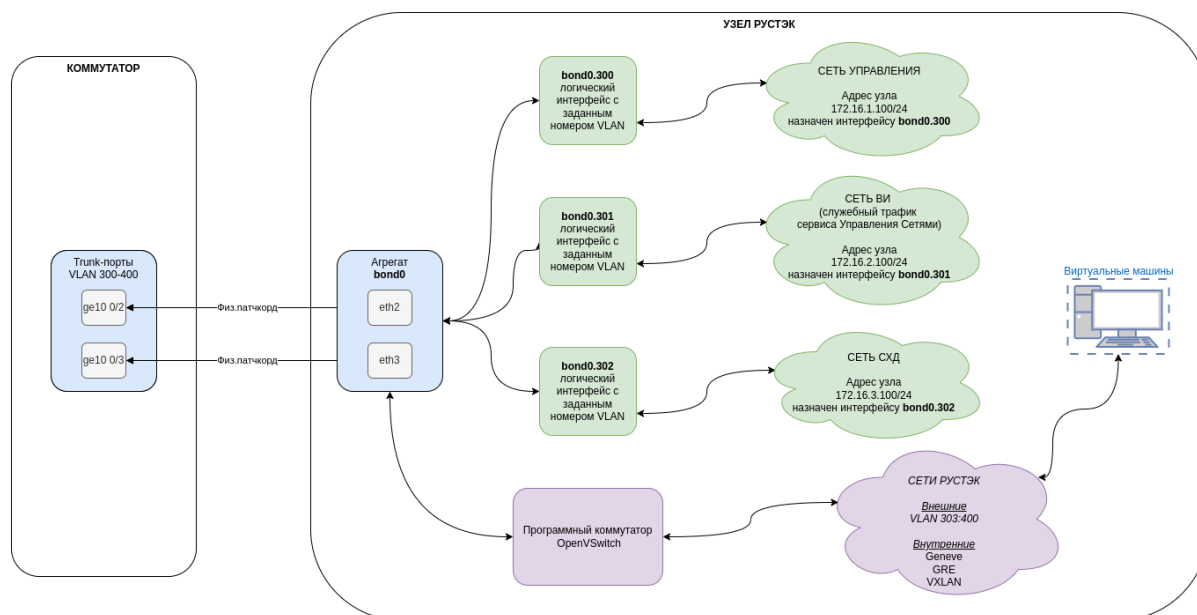 УЗЕЛ РУСТЭК
КОММУТАТОР
Trunk-порты
VLAN 300-400
ge10 0/2
ge10 0/3
Физ.патчкорд
Физ.патчкорд
Агрегат
bond0
eth2
eth3
bond0.300
логический
интерфейс с
заданным
номером VLAN
СЕТЬ УПРАВЛЕНИЯ
Адрес узла
172.16.1.100/24
назначен интерфейсу bond0.300
bond0.301
логический
интерфейс с
заданным
номером VLAN
СЕТЬ ВИ
(служебный трафик
сервиса Управления Сетями)
Адрес узла
172.16.2.100/24
назначен интерфейсу bond0.301
bond0.302
логический
интерфейс с
заданным
номером VLAN
СЕТЬ СХД
Адрес узла
172.16.3.100/24
назначен интерфейсу bond0.302
Виртуальные машины
Программный коммутатор
OpenVSwitch
СЕТИ РУСТЭК
Внешние
VLAN 303:400
Внутренние
Geneve
GRE
VXLAN